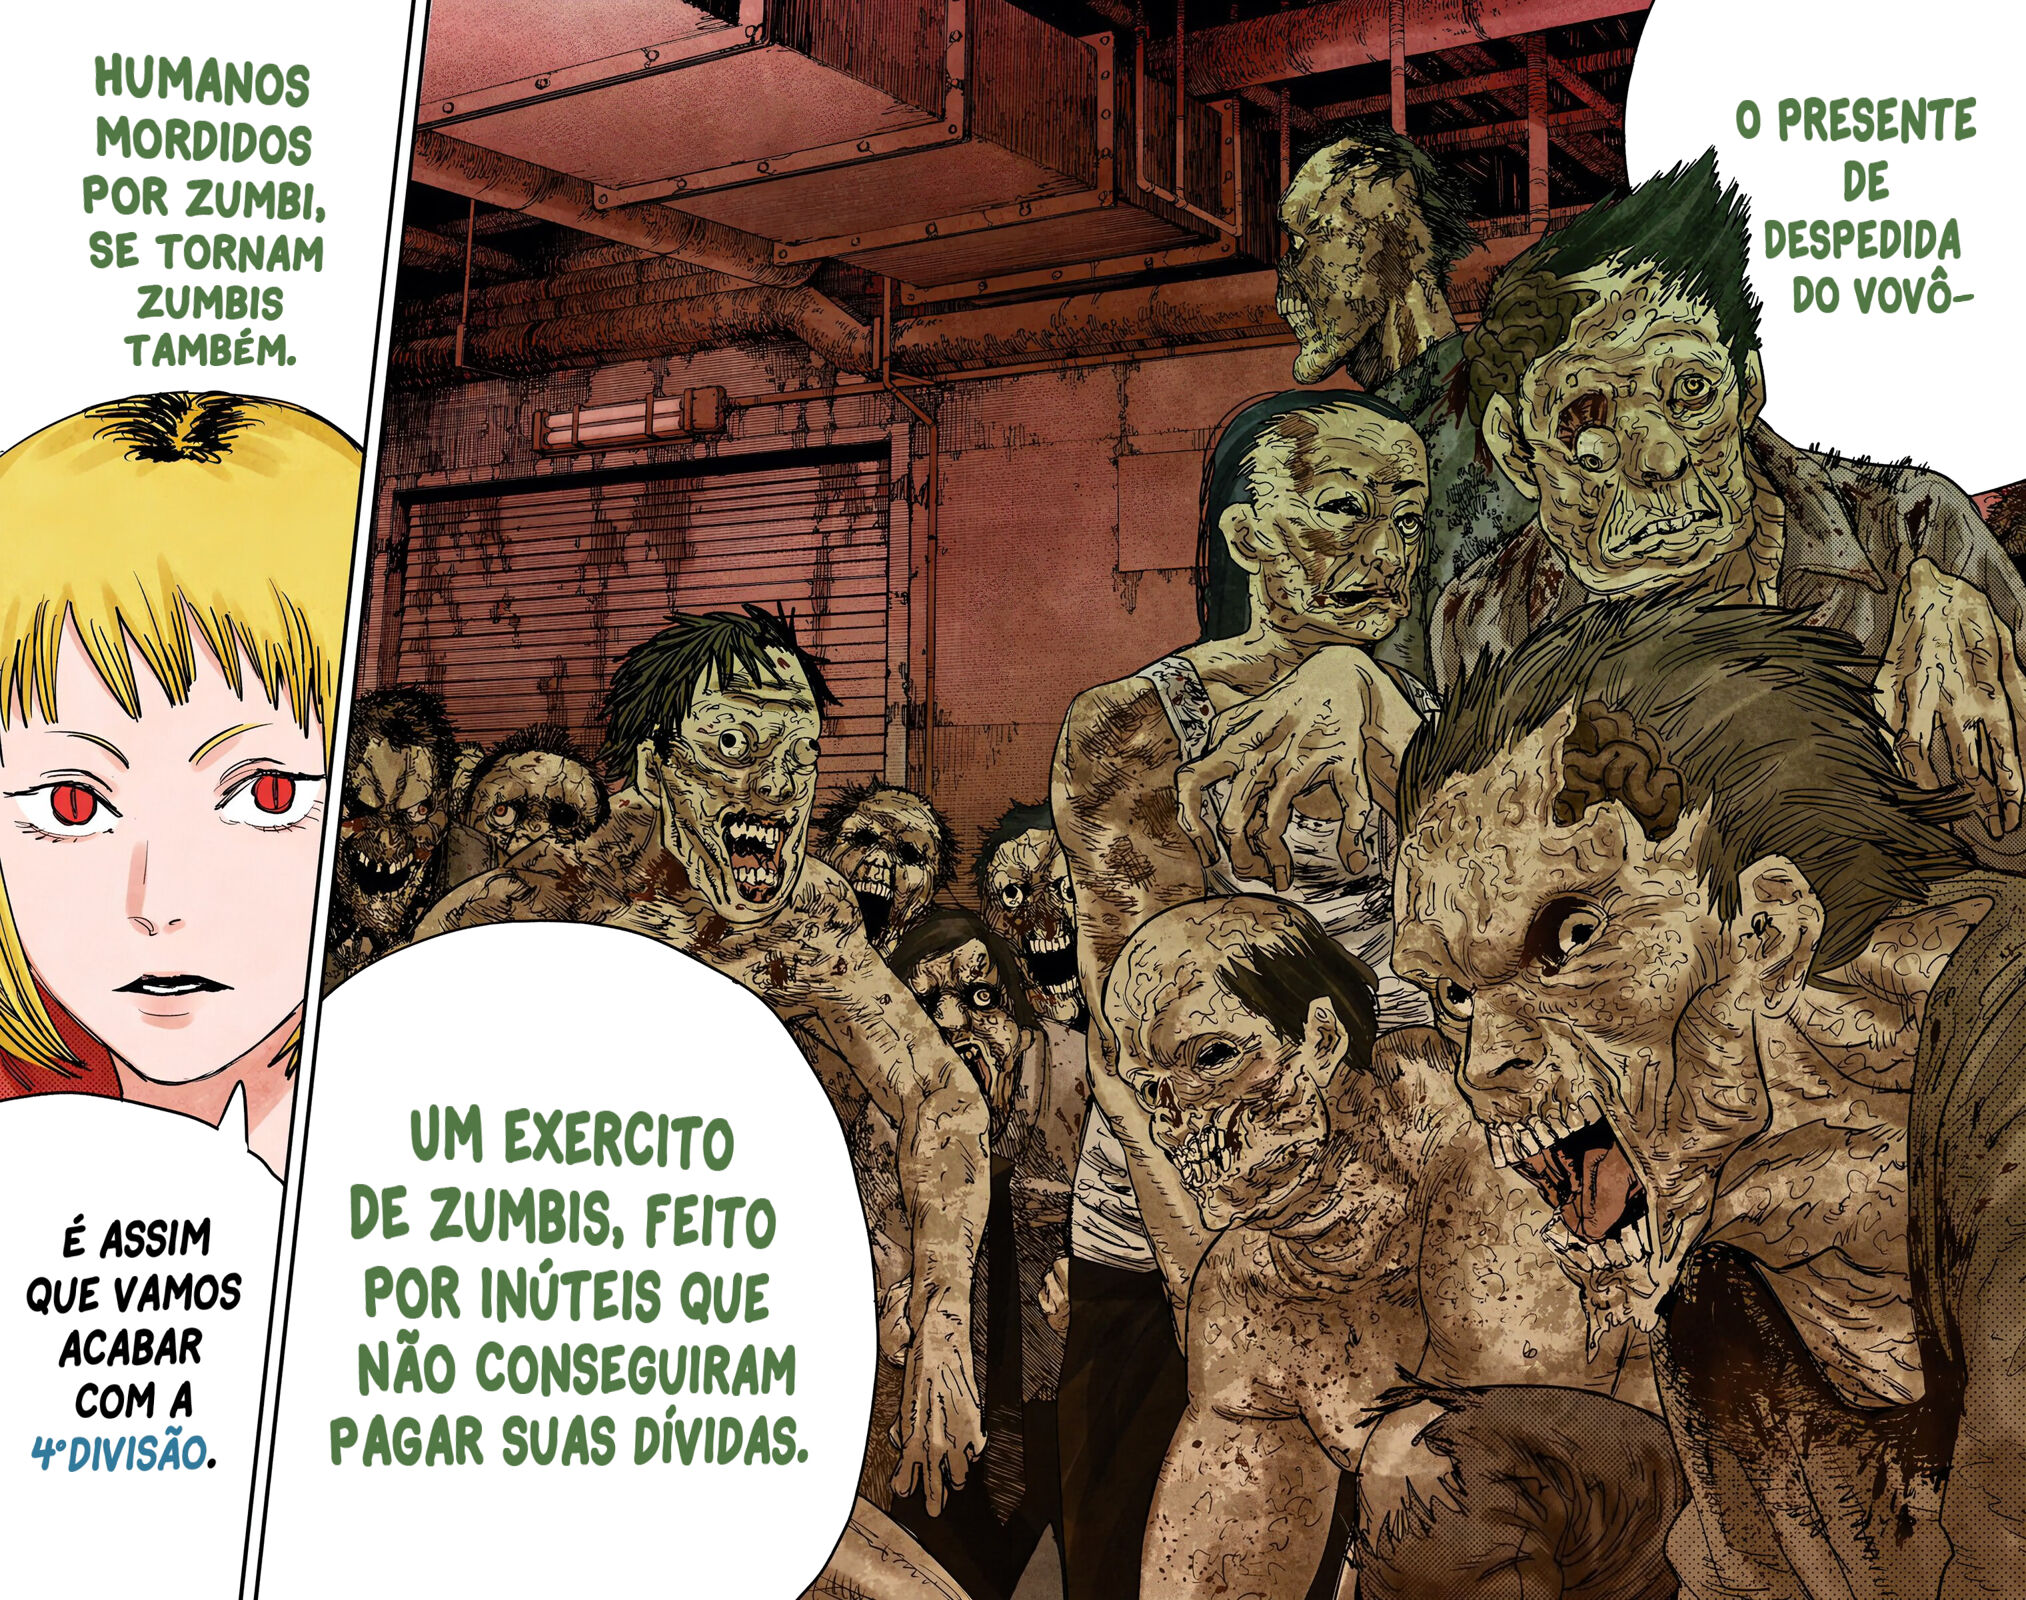 O PRESENTE
DE
DESPEDIDA
DO VOVÔ-
UM EXERCITO
DE ZUMBIS, FEITO
POR INÚTEIS QUE
NÃO CONSEGUIRAM
PAGAR SUAS DÍVIDAS.
HUMANOS
MORDIDOS
POR ZUMBI,
SE TORNAM
ZUMBIS
TAMBÉM.
É ASSIM
QUE VAMOS
ACABAR
COM A
4°DIVISÃO.